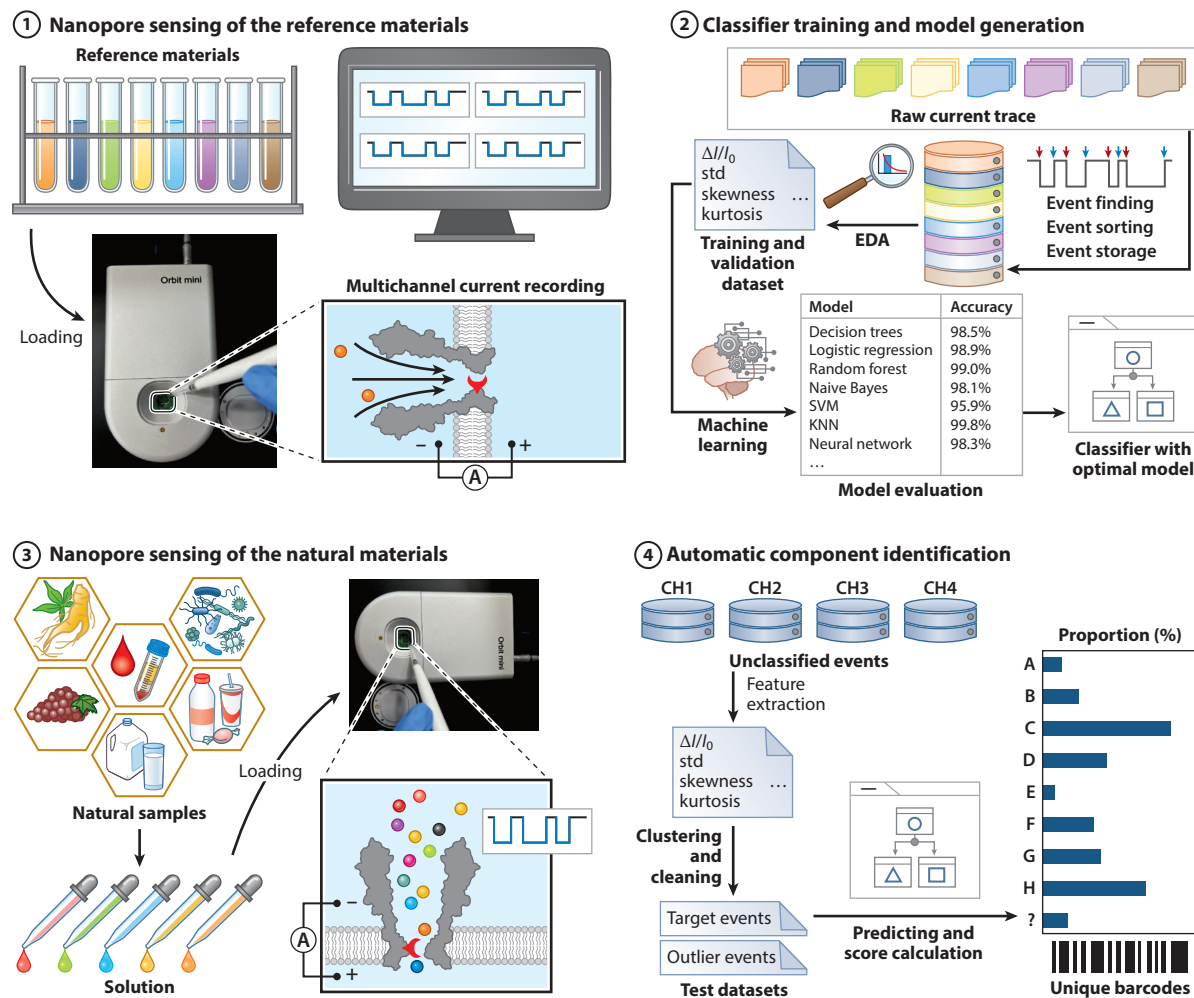 1 Nanopore sensing of the reference materials
Reference materials
Loading
Orbit mini
Multichannel current recording
−
+
A
2 Classifier training and model generation
Raw current trace
ΔI/I0
std
skewness …
kurtosis
Training and
validation
dataset
EDA
Event finding
Event sorting
Event storage
Machine
learning
Model Accuracy
Decision trees 98.5%
Logistic regression 98.9%
Random forest 99.0%
Naive Bayes 98.1%
SVM 95.9%
KNN 99.8%
Neural network 98.3%
…
Model evaluation
Classifier with
optimal model
3 Nanopore sensing of the natural materials
Natural samples
Solution
Loading
Orbit mini
−
A
+
4 Automatic component identification
CH1 CH2 CH3 CH4
Unclassified events
Feature
extraction
ΔI/I0
std
skewness …
kurtosis
Clustering
and
cleaning
Target events
Outlier events
Test datasets
Predicting and
score calculation
Proportion (%)
A
B
C
D
E
F
G
H
?
Unique barcodes